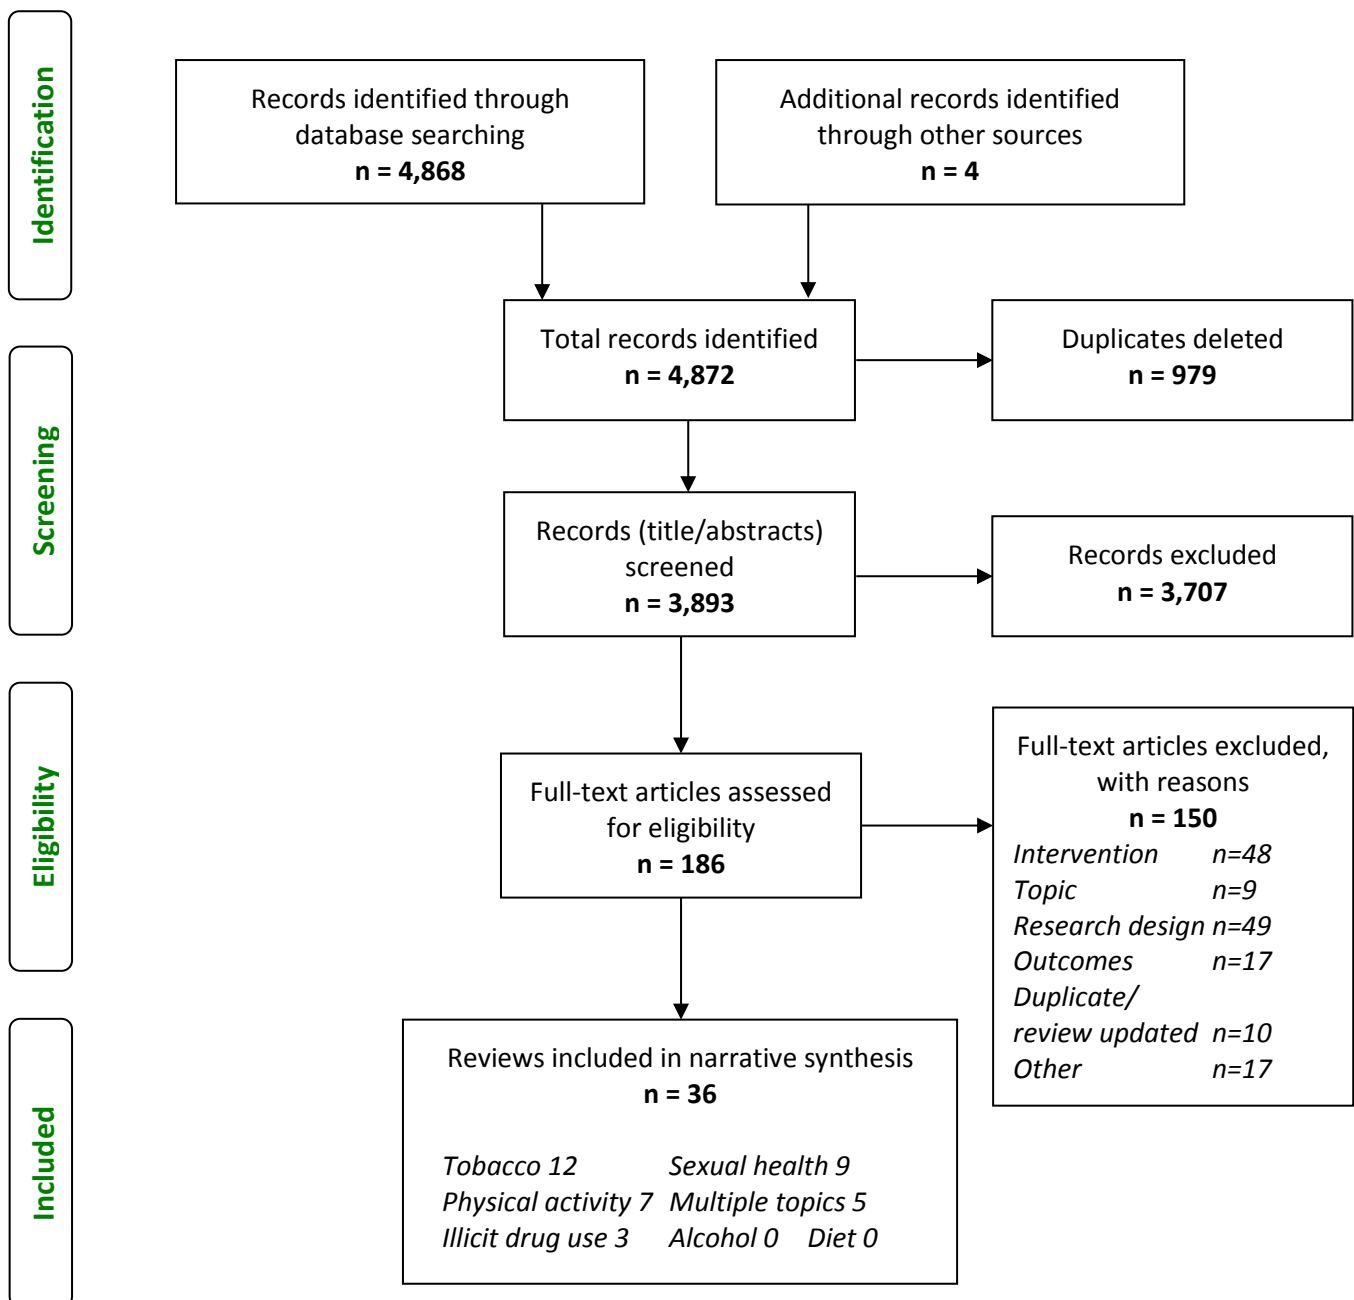 Identification
Records identified through
database searching
n = 4,868
Additional records identified
through other sources
n = 4
Total records identified
n = 4,872
Duplicates deleted
n = 979
Screening
Records (title/abstracts)
screened
n = 3,893
Records excluded
n = 3,707
Eligibility
Full-text articles assessed
for eligibility
n = 186
Full-text articles excluded,
with reasons
n = 150
Intervention n=48
Topic n=9
Research design n=49
Outcomes n=17
Duplicate/
review updated n=10
Other n=17
Included
Reviews included in narrative synthesis
n = 36
Tobacco 12 Sexual health 9
Physical activity 7 Multiple topics 5
Illicit drug use 3 Alcohol 0 Diet 0